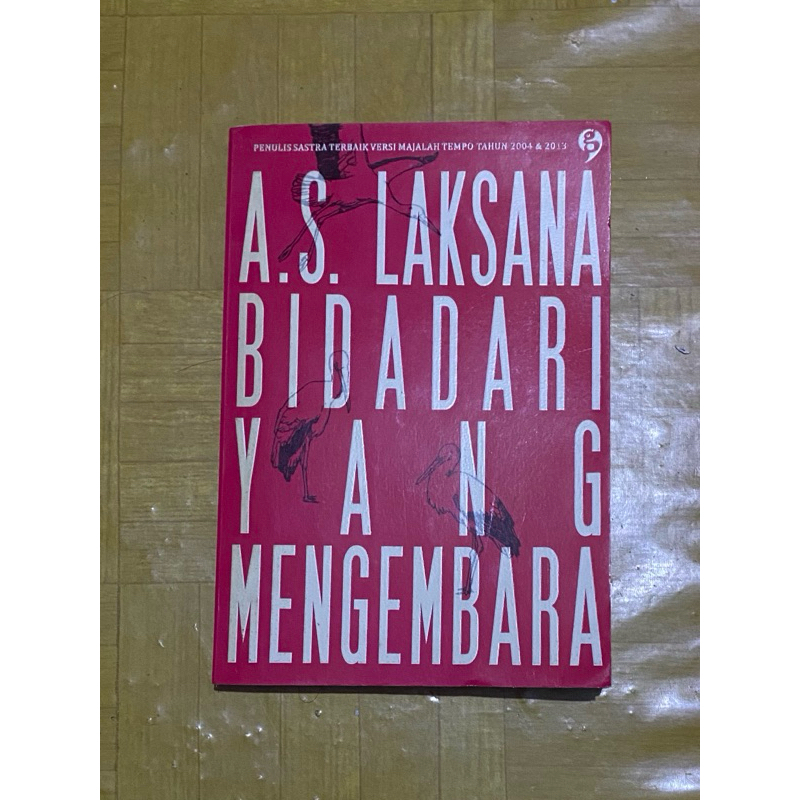 PENULIS SASTRA TERBAIK VERSI MAJALAH TEMPO TAHUN 2004 & 2013
g
A.S. LAKSANA
BIDADARI
YANG
MENGEMBARA